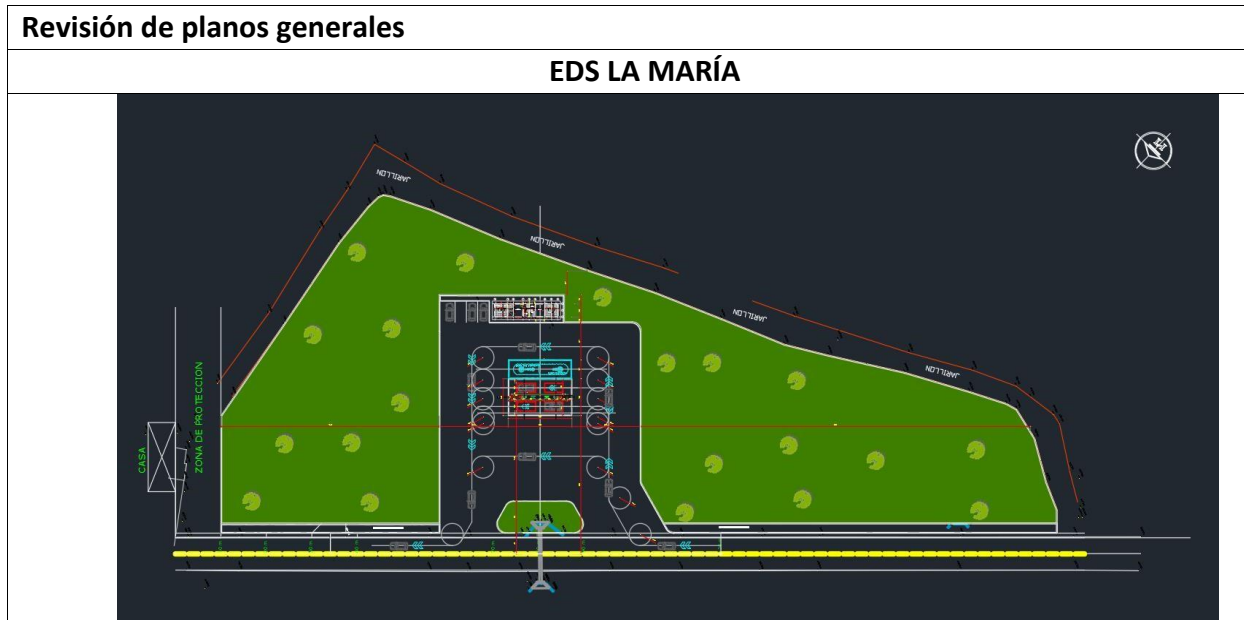 Revisión de planos generales
EDS LA MARÍA
JARILLON
JARILLON
JARILLON
JARILLON
ZONA DE PROTECCION
CASA